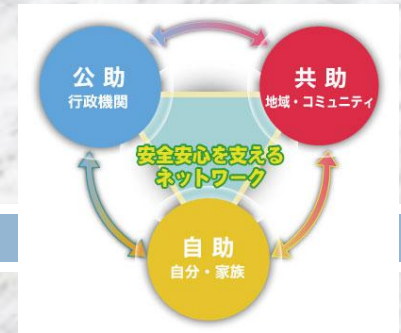 公助
行政機関
共助
地域・コミュニティ
安全安心を支える
ネットワーク
自助
自分・家族